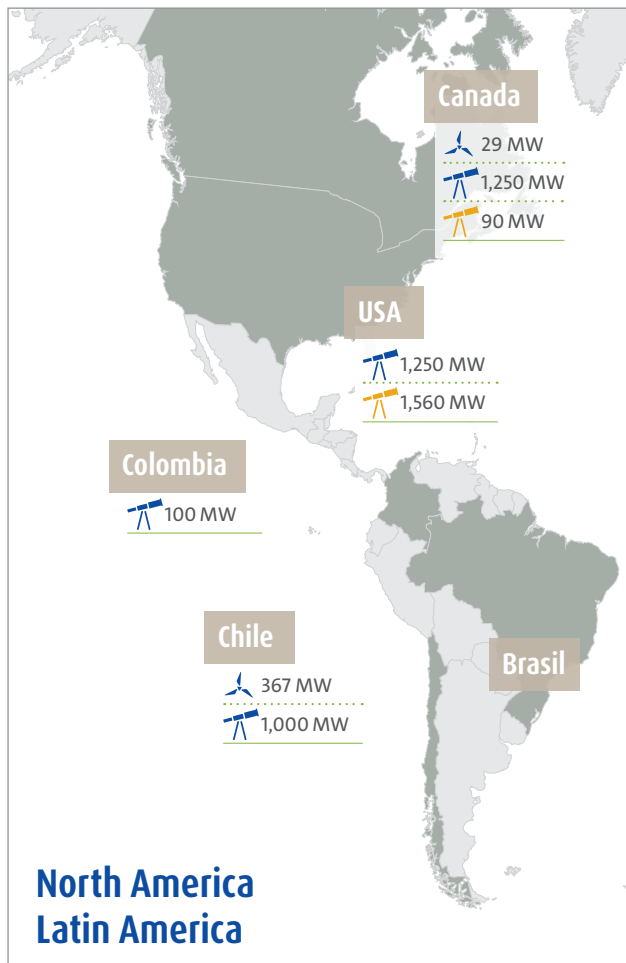 Canada
29 MW
1,250 MW
90 MW
USA
1,250 MW
1,560 MW
Colombia
100 MW
Chile
367 MW
1,000 MW
Brasil
North America
Latin America